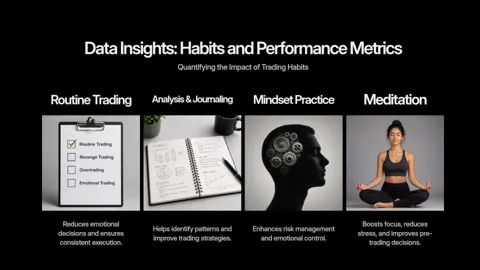 Data Insights: Habits and Performance Metrics
Quantifying the Impact of Trading Habits
Routine Trading
Analysis & Journaling
Mindset Practice
Meditation
Routine Trading
Revenge Trading
Overtrading
Emotional Trading
Reduces emotional
decisions and ensures
consistent execution.
Helps identify patterns and
improve trading strategies.
Enhances risk management
and emotional control.
Boosts focus, reduces
stress, and improves pre-
trading decisions.